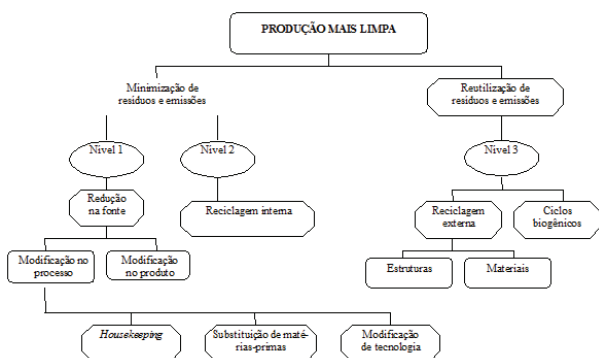 PRODUÇÃO MAIS LIMPA
Minimização de
resíduos e emissões
Reutilização de
resíduos e emissões
Nível 1
Nível 2
Nível 3
Redução
na fonte
Reciclagem interna
Reciclagem
externa
Ciclos
biogênicos
Modificação no
processo
Modificação
no produto
Estruturas
Materiais
Housekeeping
Substituição de maté-
rias-primas
Modificação
de tecnologia